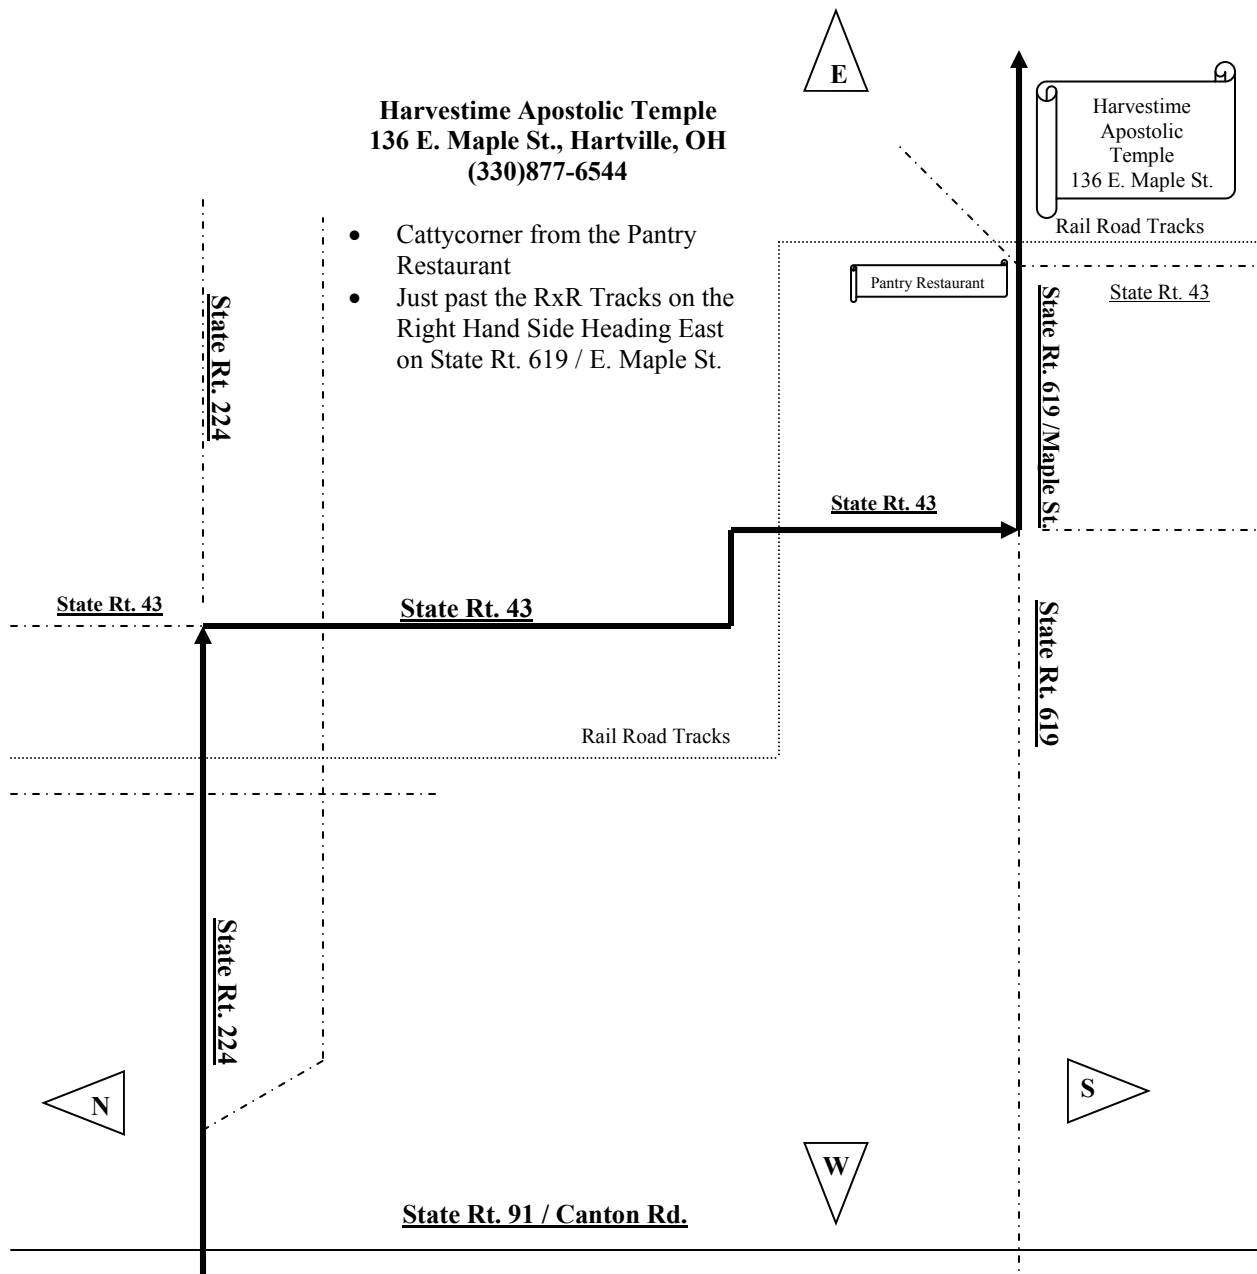 E
Harvestime Apostolic Temple
136 E. Maple St., Hartville, OH
(330)877-6544
Harvestime
Apostolic
Temple
136 E. Maple St.
Rail Road Tracks
• Cattycorner from the Pantry
Restaurant
• Just past the RxR Tracks on the
Right Hand Side Heading East
on State Rt. 619 / E. Maple St.
Pantry Restaurant
State Rt. 43
State Rt. 224
State Rt. 619 /Maple St.
State Rt. 43
State Rt. 43
State Rt. 43
State Rt. 619
Rail Road Tracks
State Rt. 224
N
S
W
State Rt. 91 / Canton Rd.